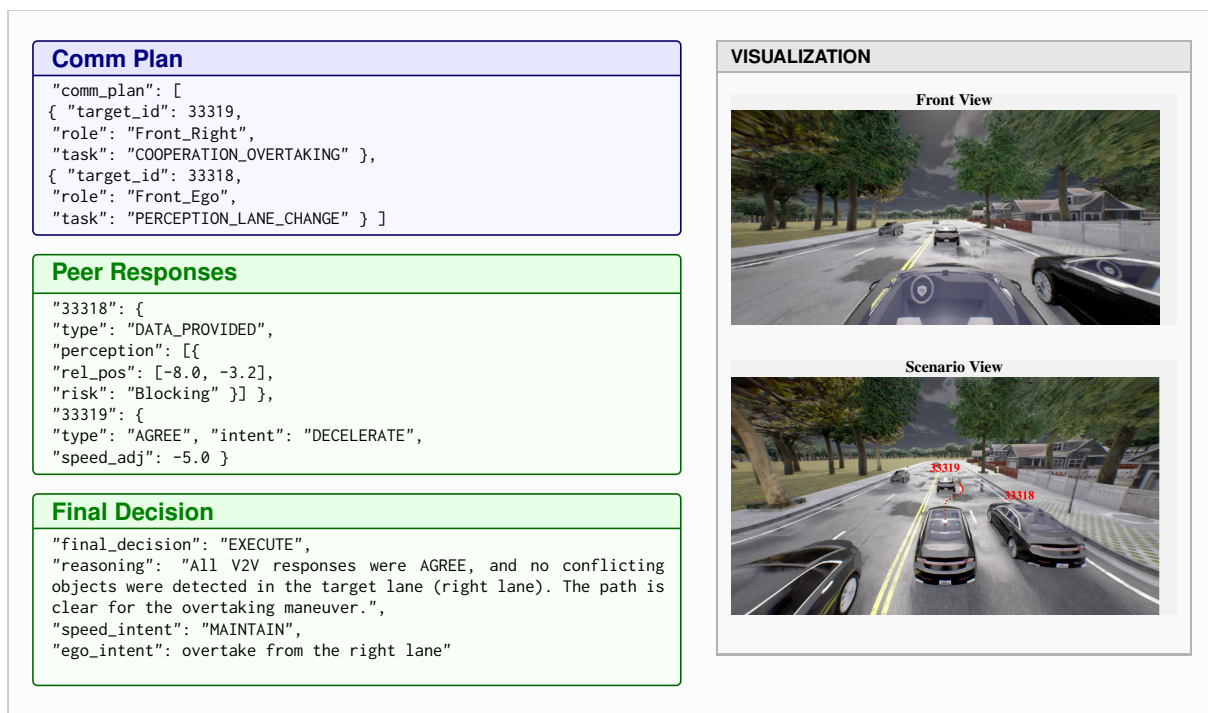 Comm Plan
"comm_plan": [
{ "target_id": 33319,
"role": "Front_Right",
"task": "COOPERATION_OVERTAKING" },
{ "target_id": 33318,
"role": "Front_Ego",
"task": "PERCEPTION_LANE_CHANGE" } ]
Peer Responses
"33318": {
"type": "DATA_PROVIDED",
"perception": [{
"rel_pos": [-8.0, -3.2],
"risk": "Blocking" }] },
"33319": {
"type": "AGREE", "intent": "DECELERATE",
"speed_adj": -5.0 }
Final Decision
"final_decision": "EXECUTE",
"reasoning": "All V2V responses were AGREE, and no conflicting
objects were detected in the target lane (right lane). The path is
clear for the overtaking maneuver.",
"speed_intent": "MAINTAIN",
"ego_intent": overtake from the right lane"
VISUALIZATION
Front View
Scenario View
33319
33318